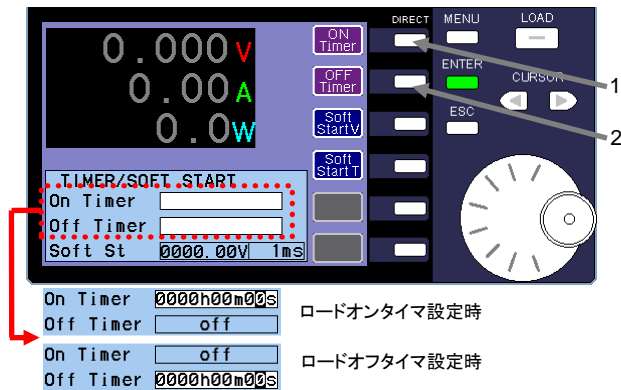 DIRECT MENU LOAD
0.000V
ON Timer
1
0.00A
OFF Timer
ENTER
CURSOR
2
0.0W
Soft StartV
ESC
Soft Start T
TIMER/SOFT START
On Timer
Off Timer
Soft St 0000.00V 1ms
On Timer 0000h00m00s
Off Timer off
ロードオンタイマ設定時
On Timer off
Off Timer 0000h00m00s
ロードオフタイマ設定時